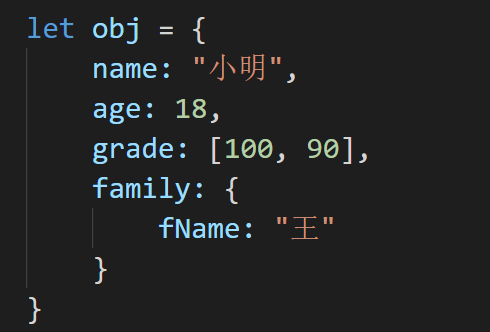 let obj = {
    name: "小明",
    age: 18,
    grade: [100, 90],
    family: {
        fName: "王"
    }
}